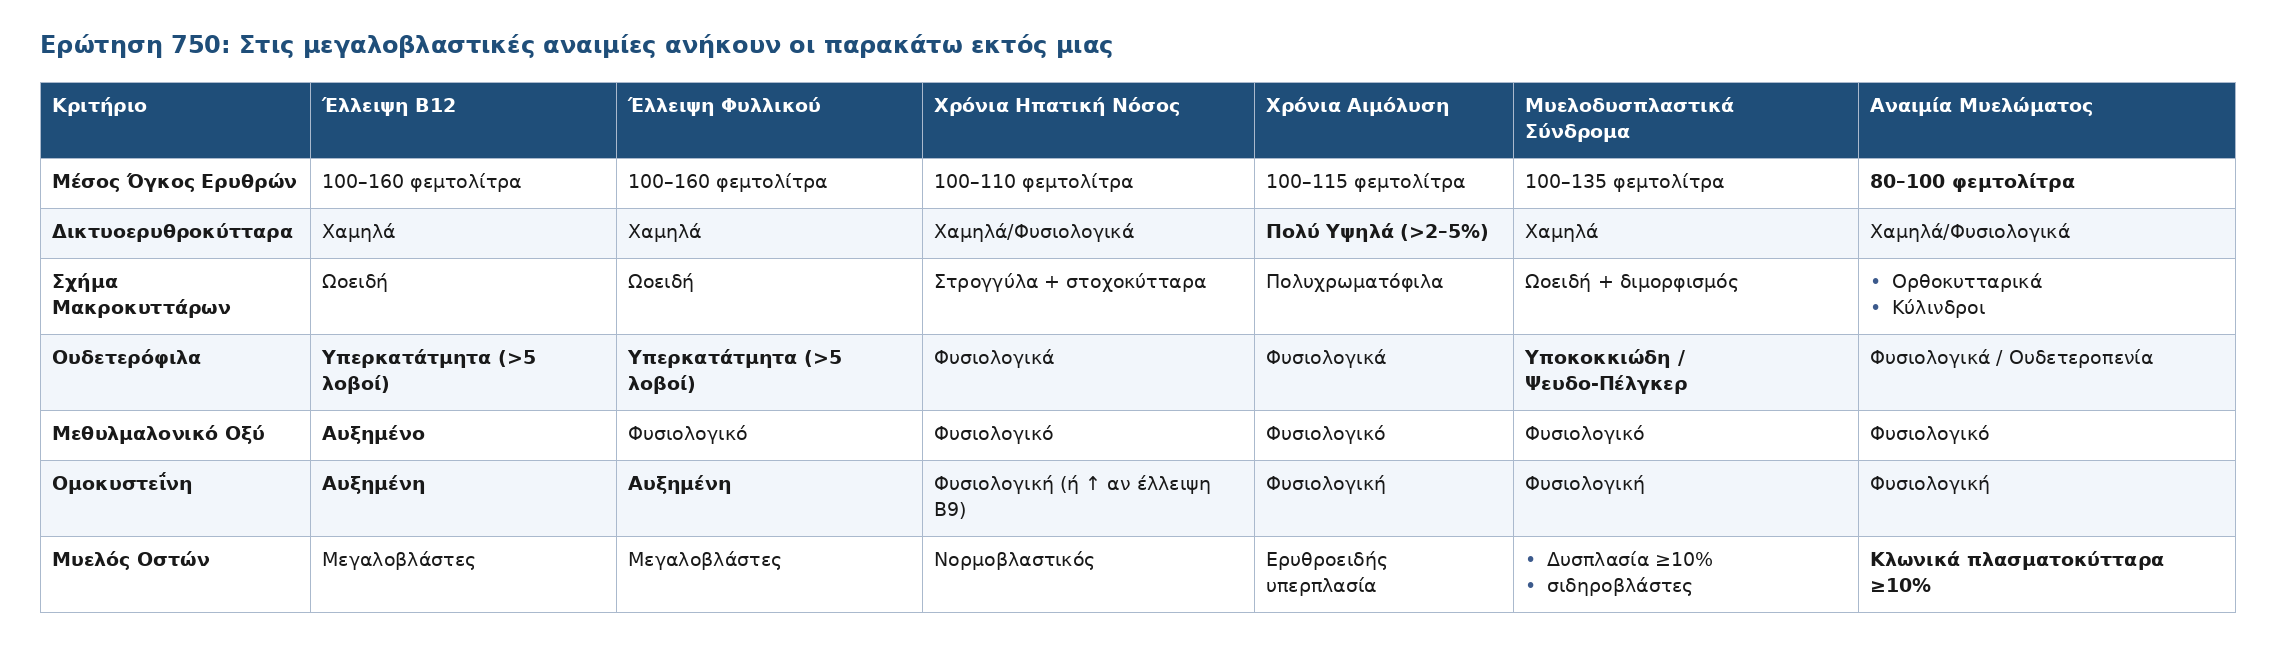 Ερώτηση 750: Στις μεγαλοβλαστικές αναιμίες ανήκουν οι παρακάτω εκτός μιας
Κριτήριο
Έλλειψη Β12
Έλλειψη Φυλλικού
Χρόνια Ηπατική Νόσος
Χρόνια Αιμόλυση
Μυελοδυσπλαστικά
Σύνδρομα
Αναιμία Μυελώματος
Μέσος Όγκος Ερυθρών
100–160 φεμτολίτρα
100–160 φεμτολίτρα
100–110 φεμτολίτρα
100–115 φεμτολίτρα
100–135 φεμτολίτρα
80–100 φεμτολίτρα
Δικτυοερυθροκύτταρα
Χαμηλά
Χαμηλά
Χαμηλά/Φυσιολογικά
Πολύ Υψηλά (>2–5%)
Χαμηλά
Χαμηλά/Φυσιολογικά
Σχήμα
Μακροκυττάρων
Ωοειδή
Ωοειδή
Στρογγύλα + στοχοκύτταρα
Πολυχρωματόφιλα
Ωοειδή + διμορφισμός
• Ορθοκυτταρικά
• Κύλινδροι
Ουδετερόφιλα
Υπερκατάτμητα (>5
λοβοί)
Υπερκατάτμητα (>5
λοβοί)
Φυσιολογικά
Φυσιολογικά
Υποκοκκιώδη /
Ψευδο-Πέλγκερ
Φυσιολογικά / Ουδετεροπενία
Μεθυλμαλονικό Οξύ
Αυξημένο
Φυσιολογικό
Φυσιολογικό
Φυσιολογικό
Φυσιολογικό
Φυσιολογικό
Ομοκυστεΐνη
Αυξημένη
Αυξημένη
Φυσιολογική (ή ↑ αν έλλειψη
Β9)
Φυσιολογική
Φυσιολογική
Φυσιολογική
Μυελός Οστών
Μεγαλοβλάστες
Μεγαλοβλάστες
Νορμοβλαστικός
Ερυθροειδής
υπερπλασία
• Δυσπλασία ≥10%
• σιδηροβλάστες
Κλωνικά πλασματοκύτταρα
≥10%